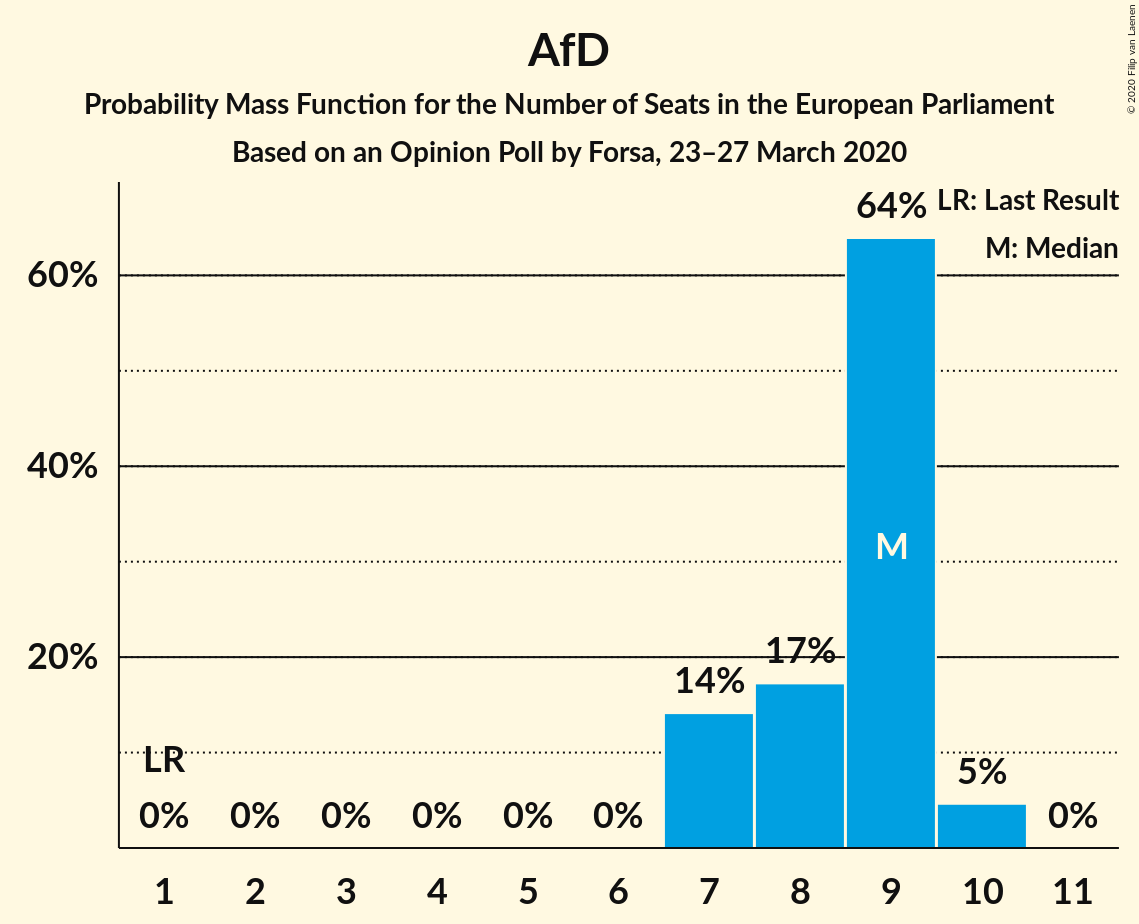 AfD
Probability Mass Function for the Number of Seats in the European Parliament
Based on an Opinion Poll by Forsa, 23–27 March 2020
© 2020 Filip van Laenen
LR: Last Result
M: Median
60%
40%
20%
LR
0%
0%
0%
0%
0%
0%
14%
17%
64%
M
5%
0%
1 2 3 4 5 6 7 8 9 10 11